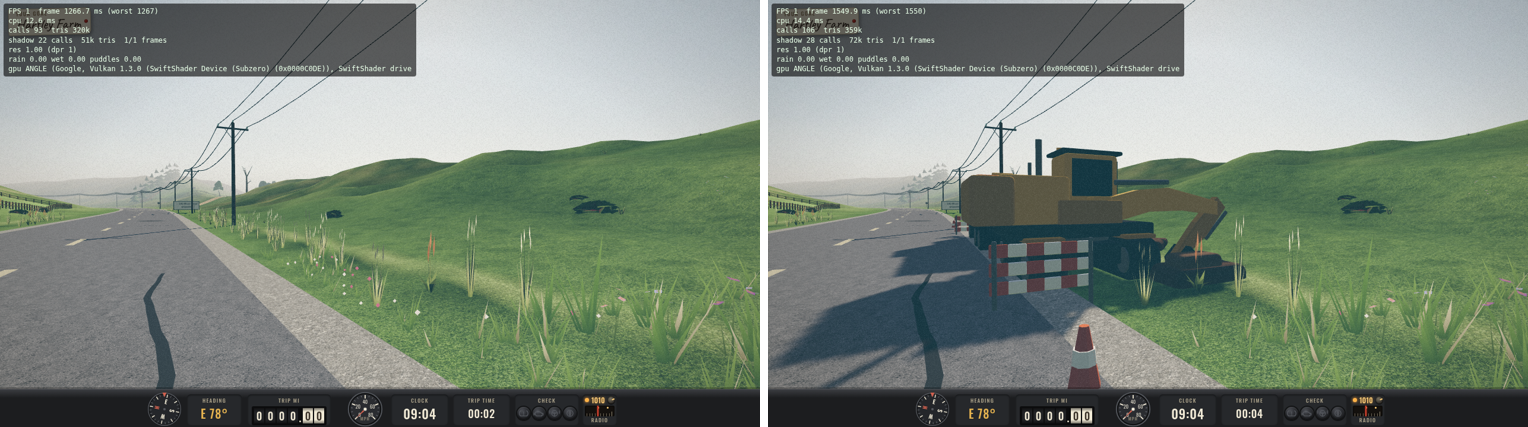 FPS 1 frame 1266.7 ms (worst 1267)
cpu 12.6 ms
calls 93 tris 320k
shadow 22 calls 51k tris 1/1 frames
res 1.00 (dpr 1)
rain 0.00 wet 0.00 puddles 0.00
gpu ANGLE (Google, Vulkan 1.3.0 (SwiftShader Device (Subzero) (0x0000C0DE)), SwiftShader drive
HEADING
E 78°
TRIP MI
0000.00
CLOCK
09:04
TRIP TIME
00:02
CHECK
1010
RADIO
FPS 1 frame 1549.9 ms (worst 1550)
cpu 14.4 ms
calls 106 tris 359k
shadow 28 calls 72k tris 1/1 frames
res 1.00 (dpr 1)
rain 0.00 wet 0.00 puddles 0.00
gpu ANGLE (Google, Vulkan 1.3.0 (SwiftShader Device (Subzero) (0x0000C0DE)), SwiftShader drive
HEADING
E 78°
TRIP MI
0000.00
CLOCK
09:04
TRIP TIME
00:04
CHECK
1010
RADIO